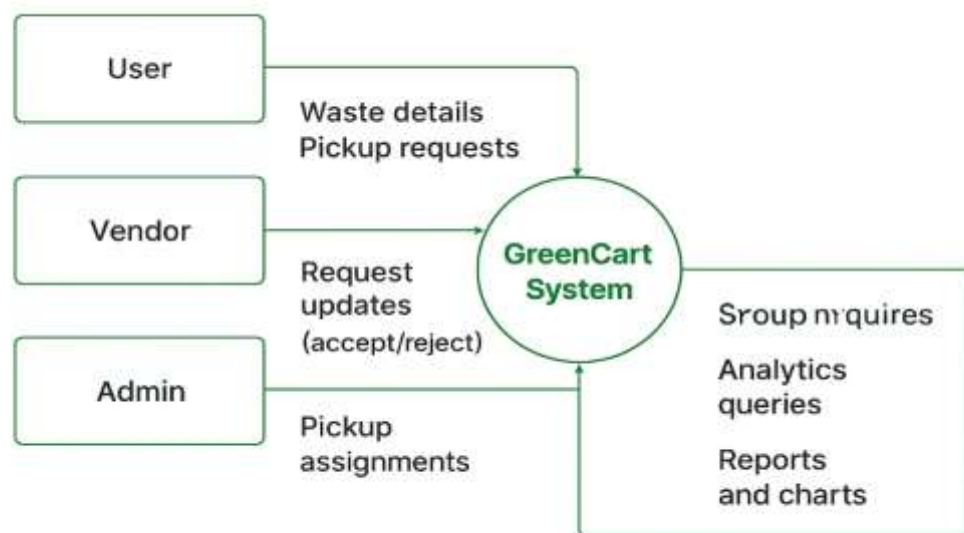 User
Waste details
Pickup requests
Vendor
Request
updates
(accept/reject)
GreenCart
System
Admin
Pickup
assignments
Analytics
queries
Reports
and charts